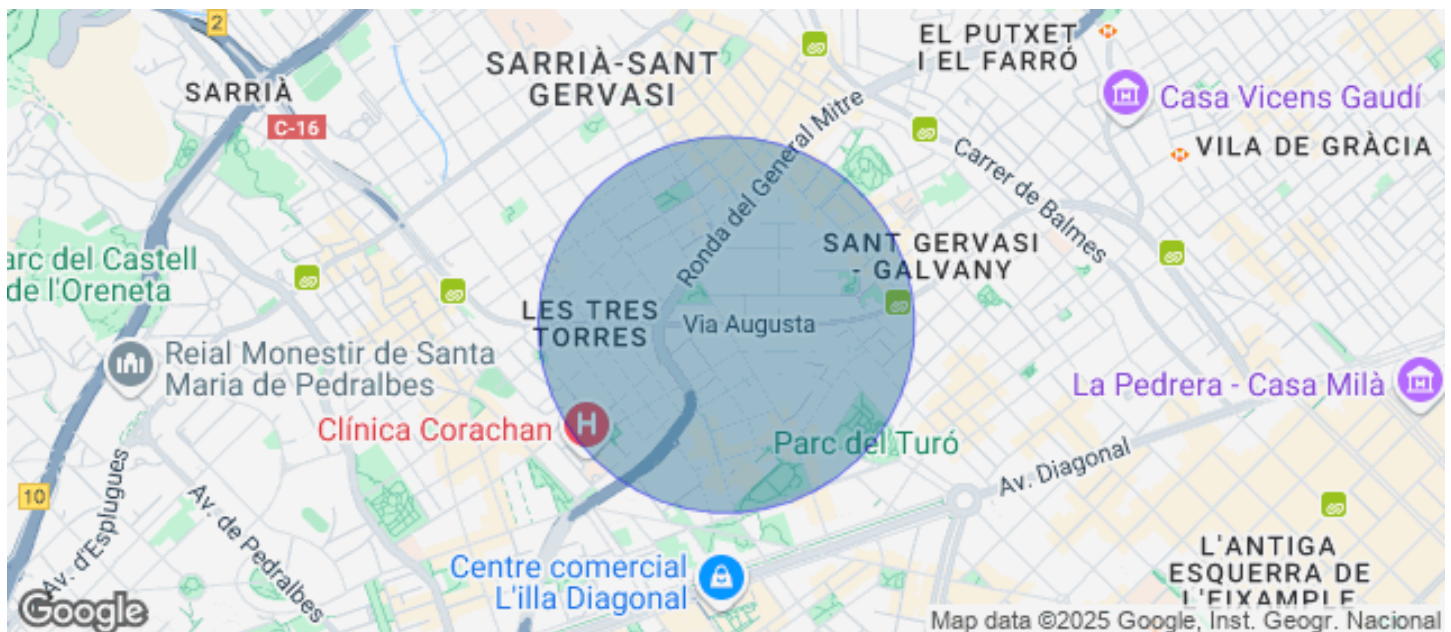 2
EL PUTXET
I EL FARRÓ
SARRIÀ-SANT
GERVASI
SARRIÀ
C-16
Casa Vicens Gaudí
Ronda del General Mitre
Carrer de Balmes
VILA DE GRÀCIA
SANT GERVASI
- GALVANY
arc del Castell
de l'Oreneta
LES TRES
TORRES
Via Augusta
Reial Monestir de Santa
Maria de Pedralbes
La Pedrera - Casa Milà
Clínica Corachan
H
Parc del Turó
Av. Diagonal
10
Av. d'Esplugues
Av. de Pedralbes
Centre comercial
L'illa Diagonal
L'ANTIGA
ESQUERRA DE
L'EIXAMPLE
Google
Map data ©2025 Google, Inst. Geogr. Nacional